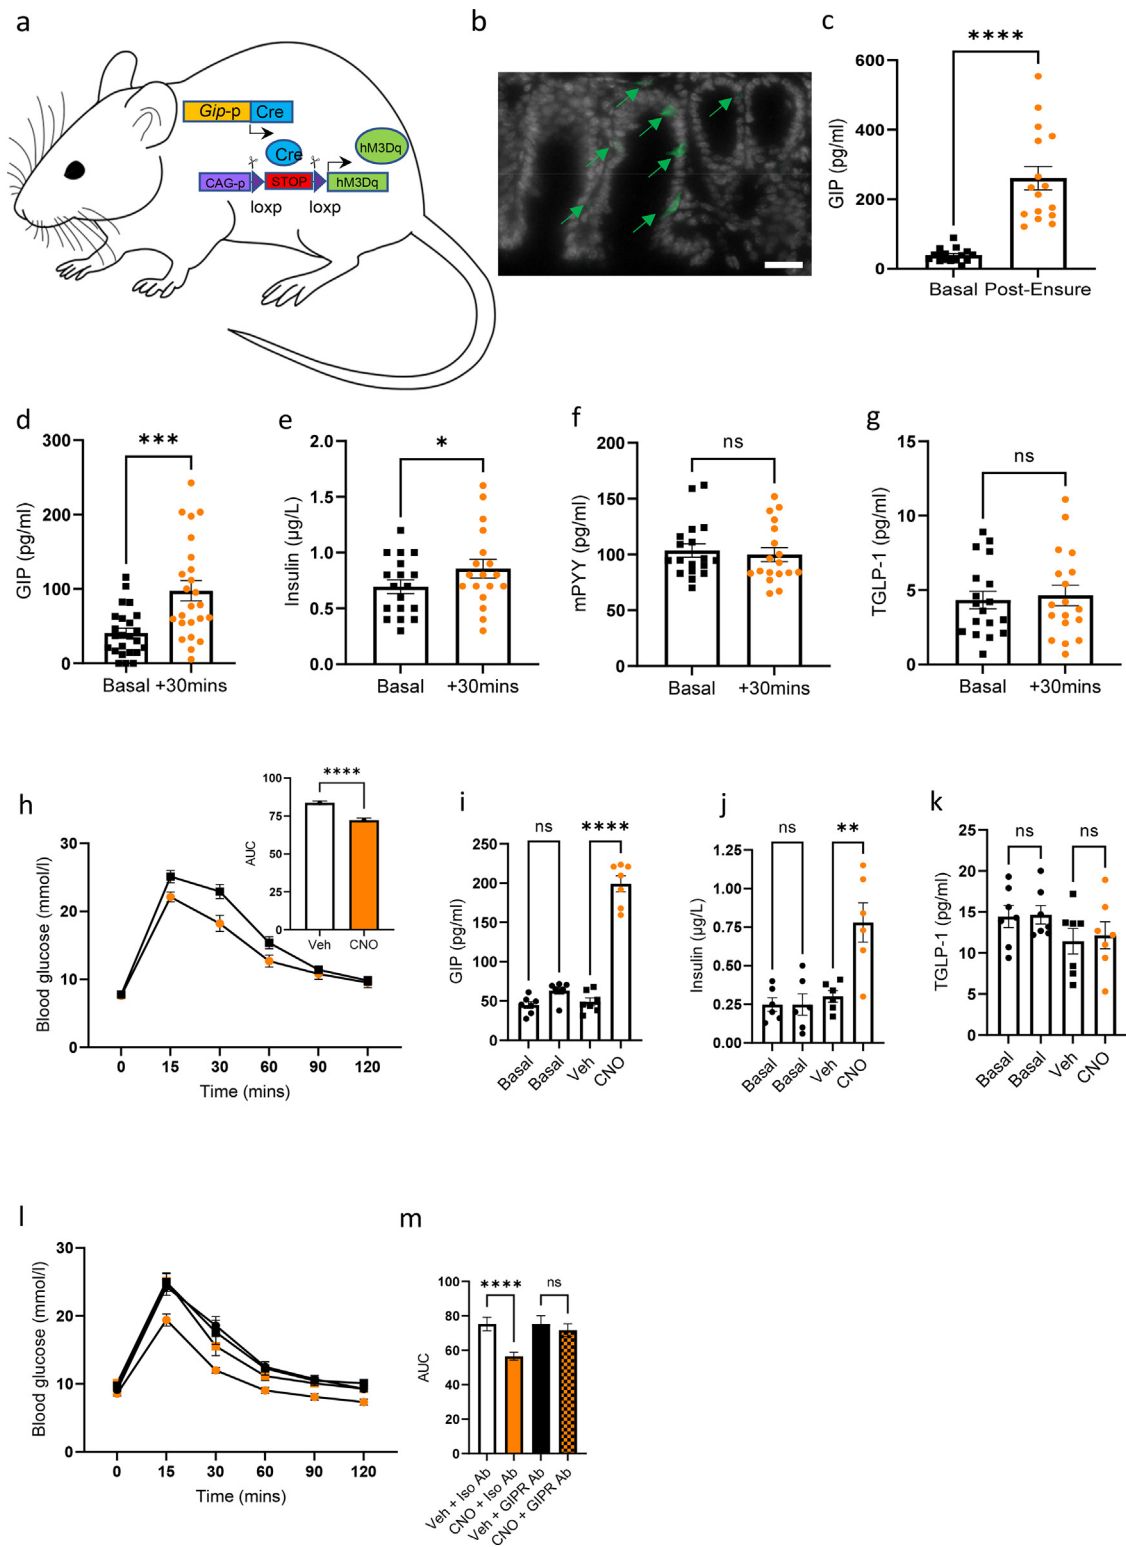 a
Gip-p
Cre
Cre
hM3Dq
CAG-p
STOP
hM3Dq
loxp
loxp
b
c
****
600
400
200
0
GIP (pg/ml)
Basal Post-Ensure
d
***
300
200
100
0
GIP (pg/ml)
Basal +30mins
e
*
2.0
1.5
1.0
0.5
0.0
Insulin (µg/L)
Basal +30mins
f
ns
200
150
100
50
0
mPYY (pg/ml)
Basal +30mins
g
ns
15
10
5
0
TGLP-1 (pg/ml)
Basal +30mins
h
30
20
10
0
Blood glucose (mmol/l)
0 15 30 60 90 120
Time (mins)
****
100
75
50
25
0
AUC
Veh CNO
i
ns
****
250
200
150
100
50
0
GIP (pg/ml)
Basal
Basal
Veh
CNO
j
ns
**
1.25
1.00
0.75
0.50
0.25
0.00
Insulin (µg/L)
Basal
Basal
Veh
CNO
k
ns
ns
25
20
15
10
5
0
TGLP-1 (pg/ml)
Basal
Basal
Veh
CNO
l
30
20
10
0
Blood glucose (mmol/l)
0 15 30 60 90 120
Time (mins)
m
****
ns
100
80
60
40
20
0
AUC
Veh + Iso Ab
CNO + Iso Ab
Veh + GIPR Ab
CNO + GIPR Ab